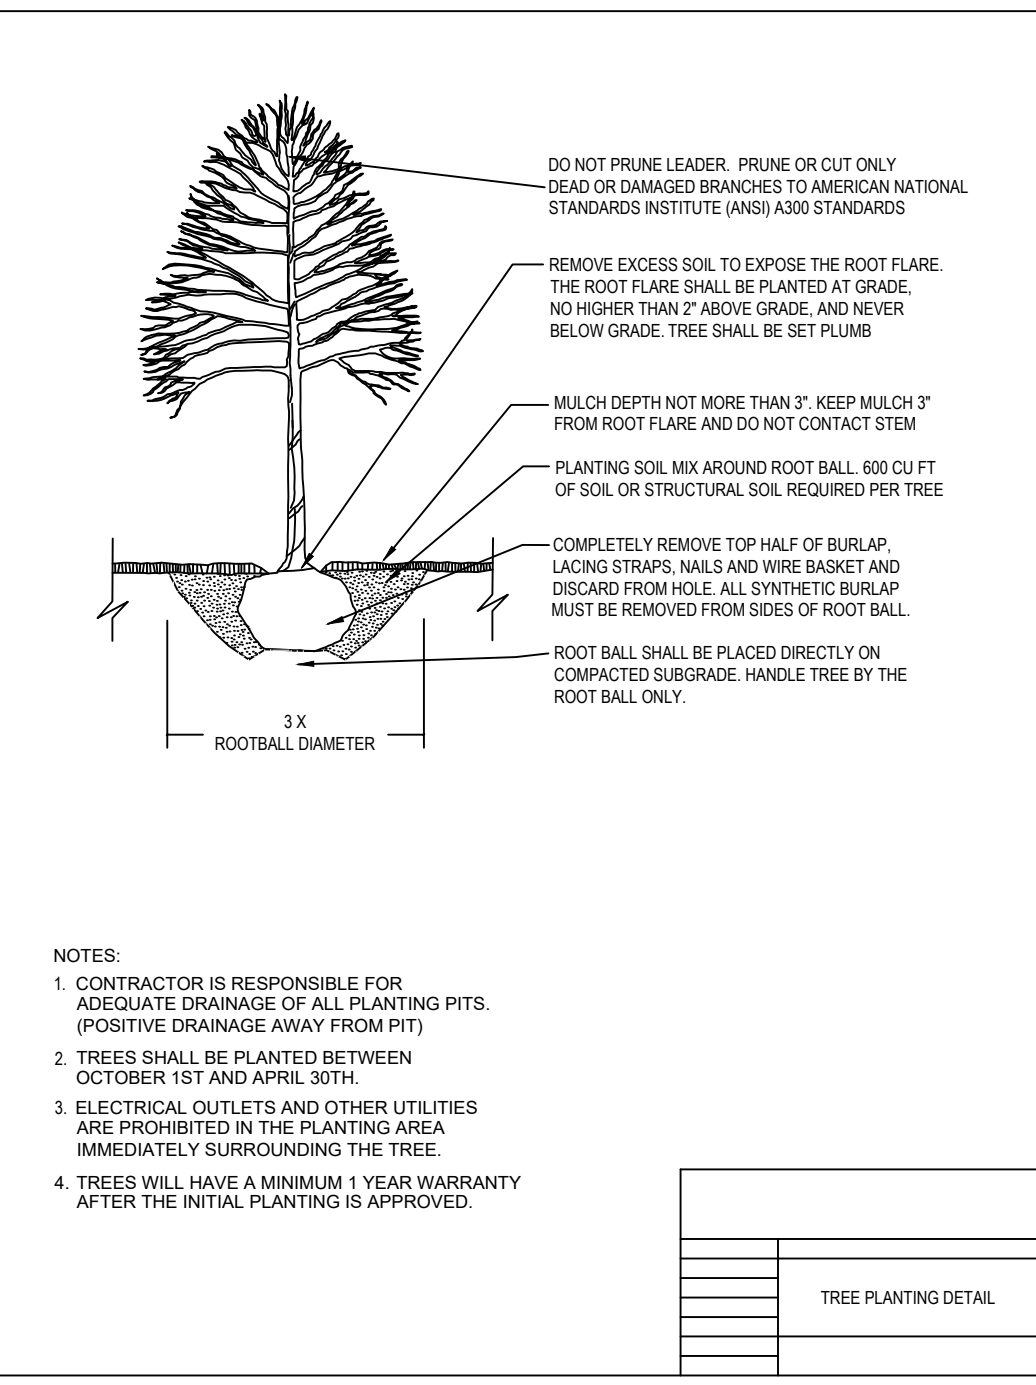 DO NOT PRUNE LEADER. PRUNE OR CUT ONLY
DEAD OR DAMAGED BRANCHES TO AMERICAN NATIONAL
STANDARDS INSTITUTE (ANSI) A300 STANDARDS
REMOVE EXCESS SOIL TO EXPOSE THE ROOT FLARE.
THE ROOT FLARE SHALL BE PLANTED AT GRADE,
NO HIGHER THAN 2" ABOVE GRADE, AND NEVER
BELOW GRADE. TREE SHALL BE SET PLUMB
MULCH DEPTH NOT MORE THAN 3". KEEP MULCH 3"
FROM ROOT FLARE AND DO NOT CONTACT STEM
PLANTING SOIL MIX AROUND ROOT BALL. 600 CU FT
OF SOIL OR STRUCTURAL SOIL REQUIRED PER TREE
COMPLETELY REMOVE TOP HALF OF BURLAP,
LACING STRAPS, NAILS AND WIRE BASKET AND
DISCARD FROM HOLE. ALL SYNTHETIC BURLAP
MUST BE REMOVED FROM SIDES OF ROOT BALL.
ROOT BALL SHALL BE PLACED DIRECTLY ON
COMPACTED SUBGRADE. HANDLE TREE BY THE
ROOT BALL ONLY.
3 X
ROOTBALL DIAMETER
NOTES:
1. CONTRACTOR IS RESPONSIBLE FOR
ADEQUATE DRAINAGE OF ALL PLANTING PITS.
(POSITIVE DRAINAGE AWAY FROM PIT)
2. TREES SHALL BE PLANTED BETWEEN
OCTOBER 1ST AND APRIL 30TH.
3. ELECTRICAL OUTLETS AND OTHER UTILITIES
ARE PROHIBITED IN THE PLANTING AREA
IMMEDIATELY SURROUNDING THE TREE.
4. TREES WILL HAVE A MINIMUM 1 YEAR WARRANTY
AFTER THE INITIAL PLANTING IS APPROVED.
TREE PLANTING DETAIL